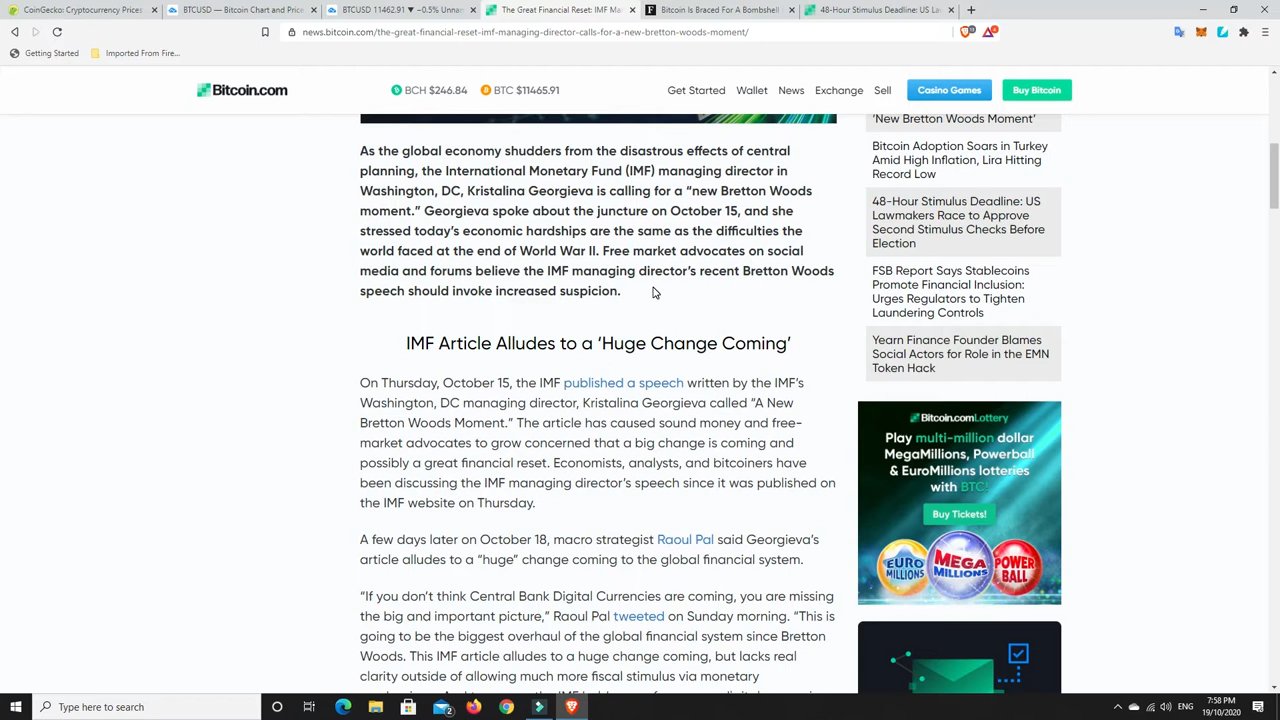 CoinGecko: Cryptocurrency Prices
BTCUSD — Bitcoin Chart and Price
BTCUSD 11462.91 ▼ −0.5% Unna
The Great Financial Reset: IMF Ma
Bitcoin Is Braced For A Bombshell
48-Hour Stimulus Deadline: US La
news.bitcoin.com/the-great-financial-reset-imf-managing-director-calls-for-a-new-bretton-woods-moment/
Getting Started
Imported From Fire...
Bitcoin.com
BCH $246.84
BTC $11465.91
Get Started
Wallet
News
Exchange
Sell
Casino Games
Buy Bitcoin
As the global economy shudders from the disastrous effects of central
planning, the International Monetary Fund (IMF) managing director in
Washington, DC, Kristalina Georgieva is calling for a “new Bretton Woods
moment.” Georgieva spoke about the juncture on October 15, and she
stressed today’s economic hardships are the same as the difficulties the
world faced at the end of World War II. Free market advocates on social
media and forums believe the IMF managing director’s recent Bretton Woods
speech should invoke increased suspicion.
IMF Article Alludes to a ‘Huge Change Coming’
On Thursday, October 15, the IMF published a speech written by the IMF’s
Washington, DC managing director, Kristalina Georgieva called “A New
Bretton Woods Moment.” The article has caused sound money and free-
market advocates to grow concerned that a big change is coming and
possibly a great financial reset. Economists, analysts, and bitcoiners have
been discussing the IMF managing director’s speech since it was published on
the IMF website on Thursday.
A few days later on October 18, macro strategist Raoul Pal said Georgieva’s
article alludes to a “huge” change coming to the global financial system.
“If you don’t think Central Bank Digital Currencies are coming, you are missing
the big and important picture,” Raoul Pal tweeted on Sunday morning. “This is
going to be the biggest overhaul of the global financial system since Bretton
Woods. This IMF article alludes to a huge change coming, but lacks real
clarity outside of allowing much more fiscal stimulus via monetary
‘New Bretton Woods Moment’
Bitcoin Adoption Soars in Turkey
Amid High Inflation, Lira Hitting
Record Low
48-Hour Stimulus Deadline: US
Lawmakers Race to Approve
Second Stimulus Checks Before
Election
FSB Report Says Stablecoins
Promote Financial Inclusion:
Urges Regulators to Tighten
Laundering Controls
Yearn Finance Founder Blames
Social Actors for Role in the EMN
Token Hack
Bitcoin.comLottery
Play multi-million dollar
MegaMillions, Powerball
& EuroMillions lotteries
with BTC!
Buy Tickets!
EURO
MILLIONS
MEGA
MILLIONS
POWER
BALL
Type here to search
ENG
7:58 PM
19/10/2020